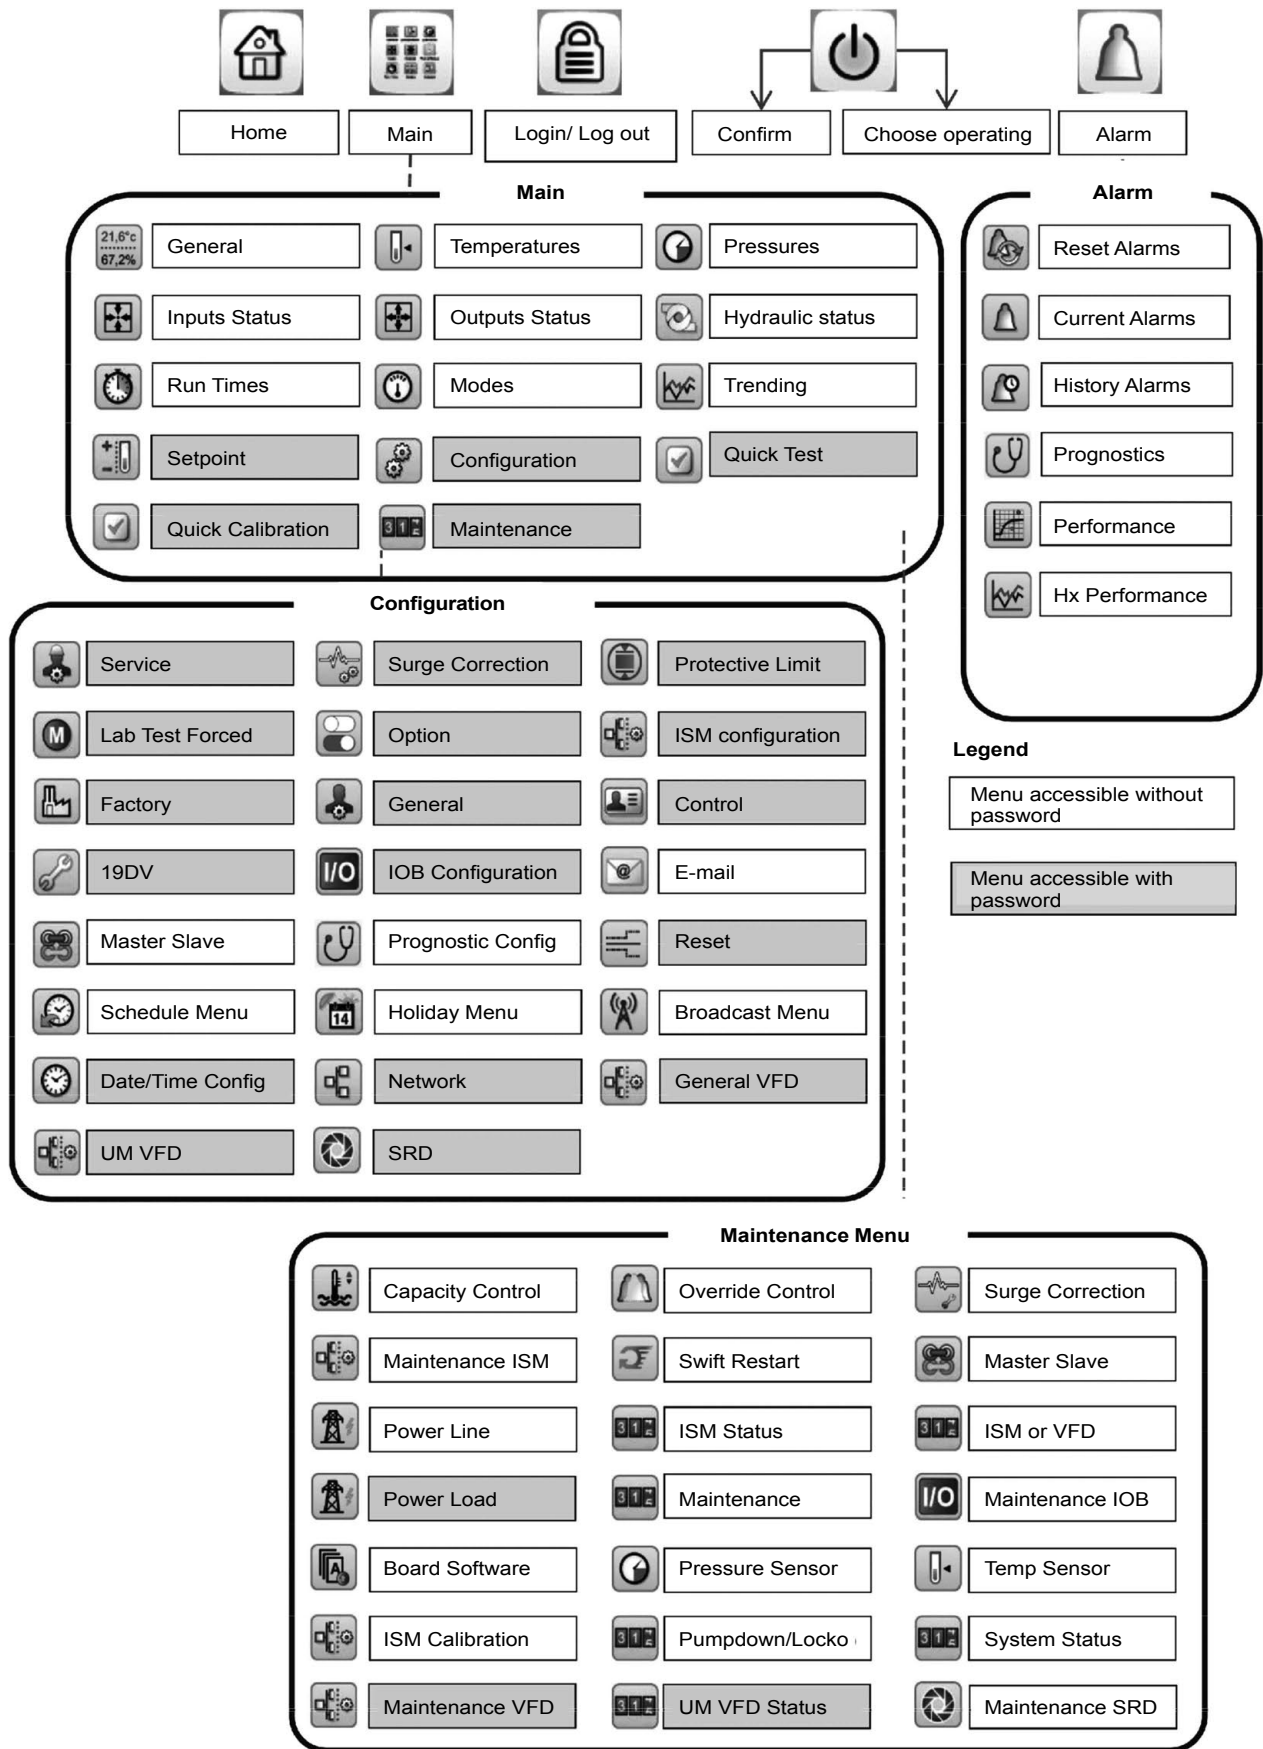 Home
Main
Login/ Log out
Confirm
Choose operating
Alarm
Main
21,6°c
67,2%
General
Temperatures
Pressures
Inputs Status
Outputs Status
Hydraulic status
Run Times
Modes
Trending
Setpoint
Configuration
Quick Test
Quick Calibration
Maintenance
Alarm
Reset Alarms
Current Alarms
History Alarms
Prognostics
Performance
Hx Performance
Configuration
Service
Surge Correction
Protective Limit
M
Lab Test Forced
Option
ISM configuration
Factory
General
Control
19DV
I/O
IOB Configuration
@
E-mail
Master Slave
Prognostic Config
Reset
Schedule Menu
14
Holiday Menu
Broadcast Menu
Date/Time Config
Network
General VFD
UM VFD
SRD
Legend
Menu accessible without
password
Menu accessible with
password
Maintenance Menu
Capacity Control
Override Control
Surge Correction
Maintenance ISM
Swift Restart
Master Slave
Power Line
ISM Status
ISM or VFD
Power Load
Maintenance
I/O
Maintenance IOB
A
Board Software
Pressure Sensor
Temp Sensor
ISM Calibration
Pumpdown/Locko
System Status
Maintenance VFD
UM VFD Status
Maintenance SRD